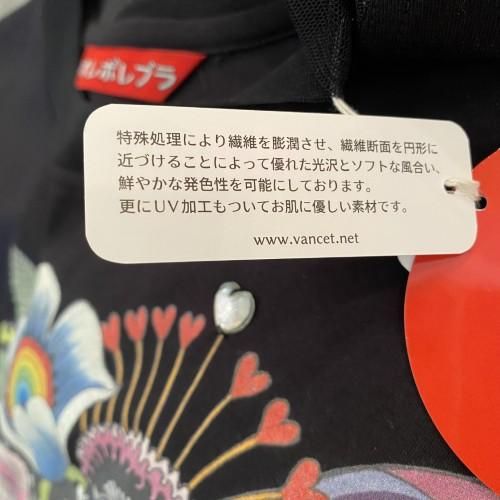 ポレポレブラ
特殊処理により繊維を膨潤させ、繊維断面を円形に
近づけることによって優れた光沢とソフトな風合い、
鮮やかな発色性を可能にしております。
更にUV加工もついてお肌に優しい素材です。
www.vancet.net